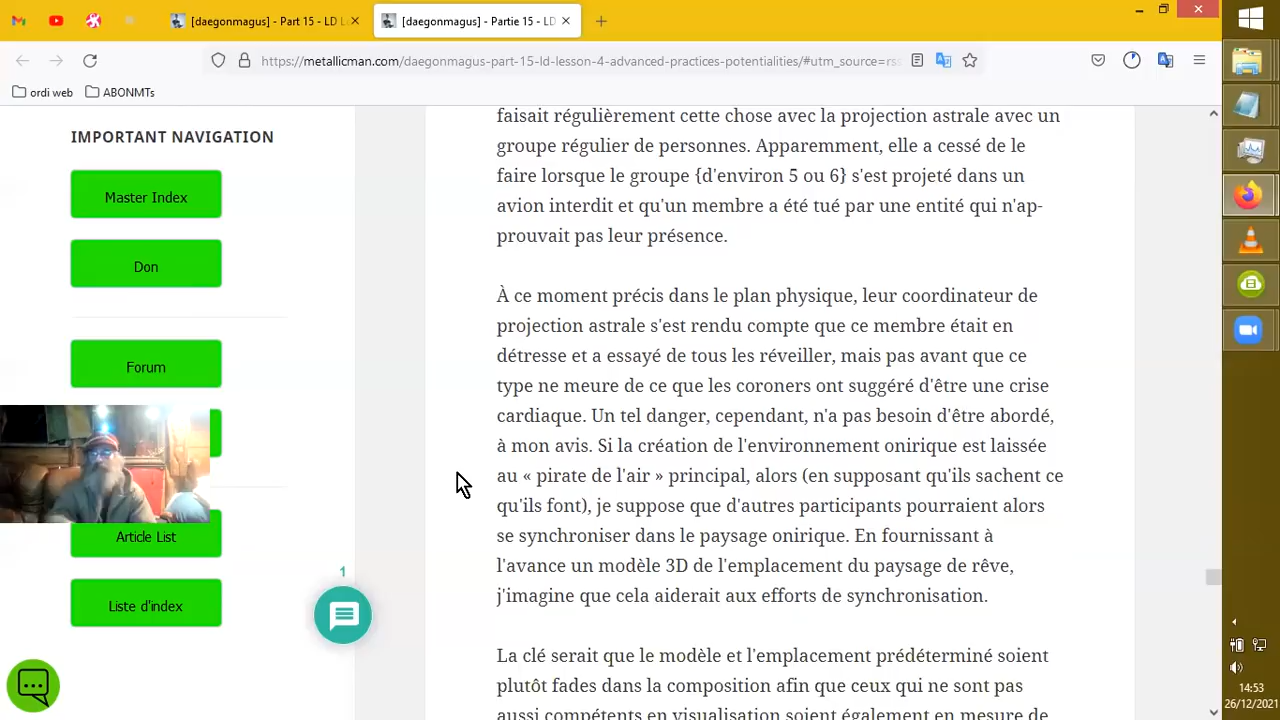 [daegonmagus] - Part 15 - LD L
[daegonmagus] - Partie 15 - LD
https://metallicman.com/daegonmagus-part-15-ld-lesson-4-advanced-practices-potentialities/#utm_source=rs
ordi web
ABONMTs
IMPORTANT NAVIGATION
Master Index
Don
Forum
Article List
Liste d'index
1
faisait régulièrement cette chose avec la projection astrale avec un
groupe régulier de personnes. Apparemment, elle a cessé de le
faire lorsque le groupe {d'environ 5 ou 6} s'est projeté dans un
avion interdit et qu'un membre a été tué par une entité qui n'ap-
prouvait pas leur présence.
À ce moment précis dans le plan physique, leur coordinateur de
projection astrale s'est rendu compte que ce membre était en
détresse et a essayé de tous les réveiller, mais pas avant que ce
type ne meure de ce que les coroners ont suggéré d'être une crise
cardiaque. Un tel danger, cependant, n'a pas besoin d'être abordé,
à mon avis. Si la création de l'environnement onirique est laissée
au « pirate de l'air » principal, alors (en supposant qu'ils sachent ce
qu'ils font), je suppose que d'autres participants pourraient alors
se synchroniser dans le paysage onirique. En fournissant à
l'avance un modèle 3D de l'emplacement du paysage de rêve,
j'imagine que cela aiderait aux efforts de synchronisation.
La clé serait que le modèle et l'emplacement prédéterminé soient
plutôt fades dans la composition afin que ceux qui ne sont pas
aussi compétents en visualisation soient également en mesure de
14:53
26/12/2021